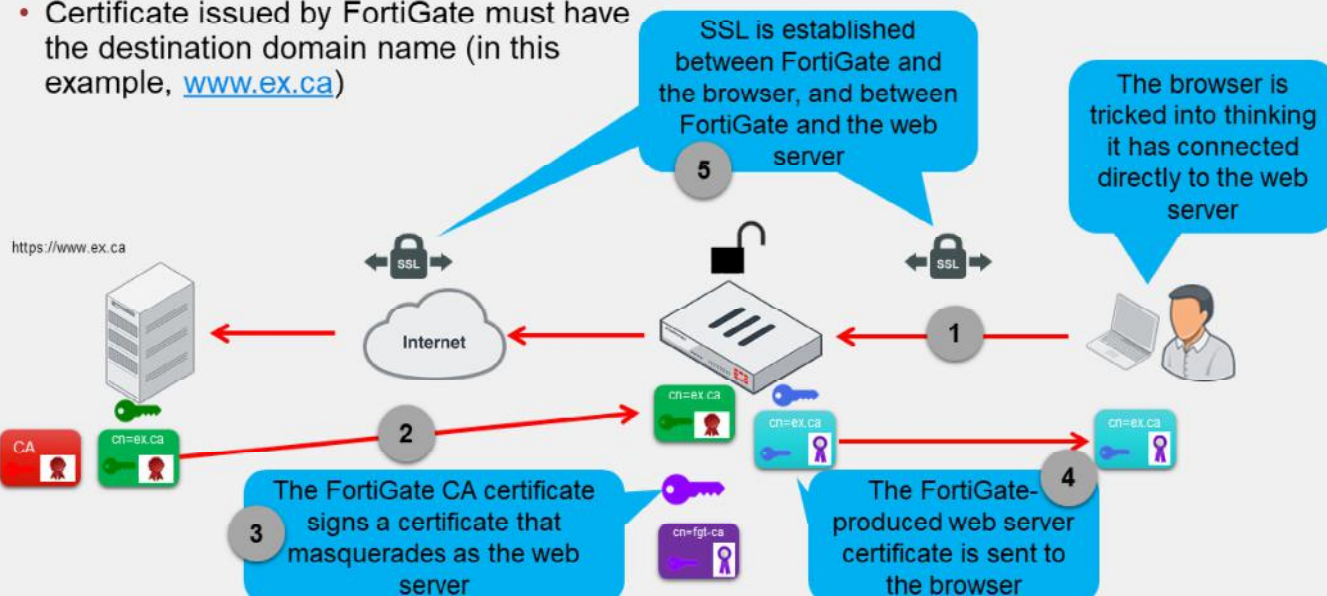 • Certificate issued by FortiGate must have
the destination domain name (in this
example, www.ex.ca)
SSL is established
between FortiGate and
the browser, and between
FortiGate and the web
server
5
The browser is
tricked into thinking
it has connected
directly to the web
server
https://www.ex.ca
SSL
SSL
Internet
1
cn=ex.ca
cn=ex.ca
cn=ex.ca
CA
cn=ex.ca
2
4
The FortiGate CA certificate
signs a certificate that
masquerades as the web
server
3
cn=fgt-ca
The FortiGate-
produced web server
certificate is sent to
the browser